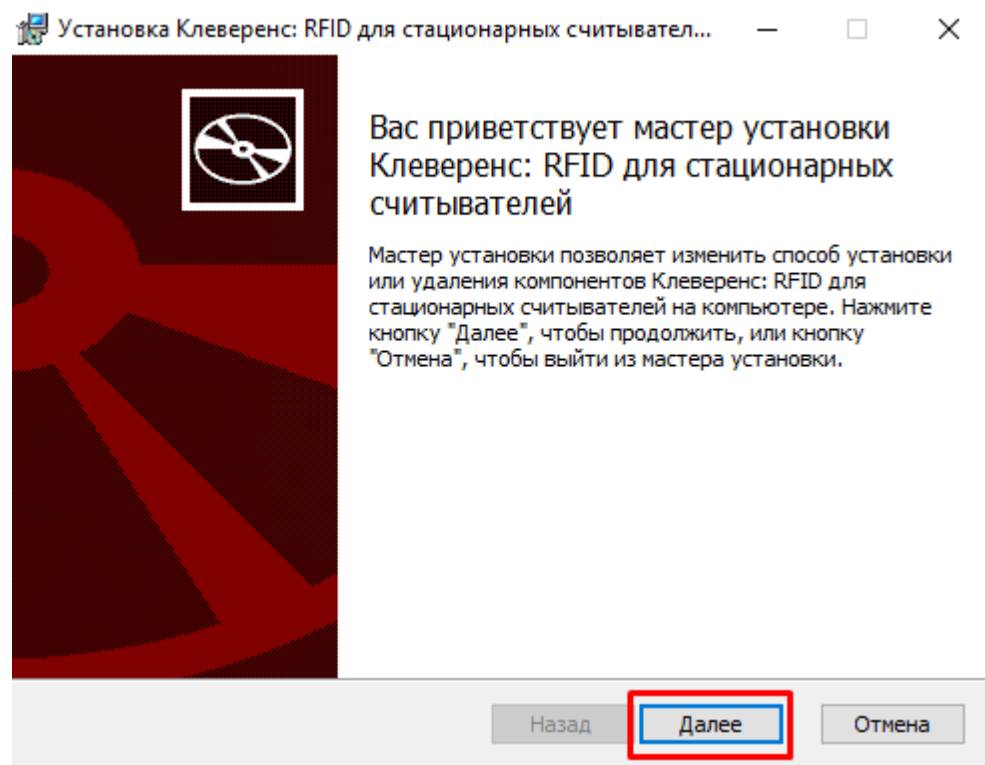 Установка Клеверенс: RFID для стационарных считывател...
Вас приветствует мастер установки
Клеверенс: RFID для стационарных
считывателей
Мастер установки позволяет изменить способ установки
или удаления компонентов Клеверенс: RFID для
стационарных считывателей на компьютере. Нажмите
кнопку "Далее", чтобы продолжить, или кнопку
"Отмена", чтобы выйти из мастера установки.
Назад Далее Отмена